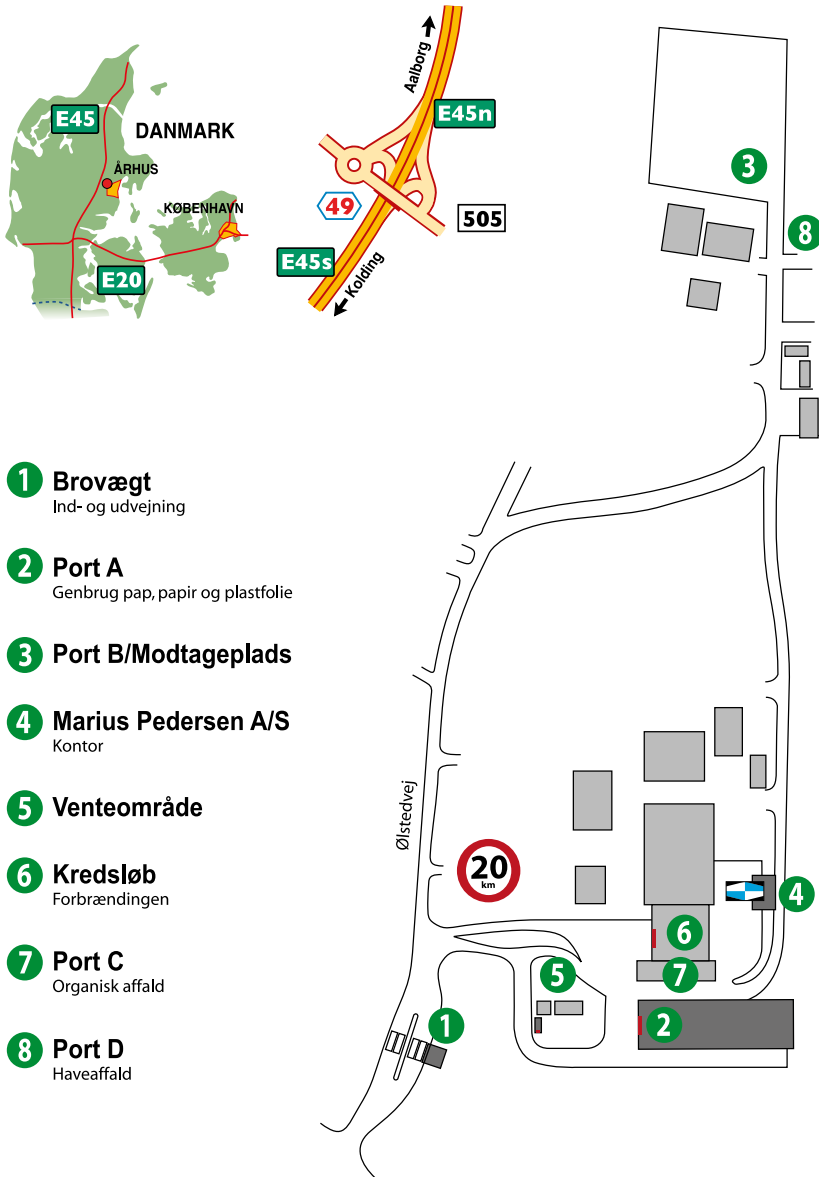 E45
DANMARK
ÅRHUS
KØBENHAVN
E20
Aalborg
E45n
49
505
E45s
Kolding
3
8
1 Brovægt
Ind- og udvejning
2 Port A
Genbrug pap, papir og plastfolie
3 Port B/Modtageplads
4 Marius Pedersen A/S
Kontor
5 Venteområde
6 Kredsløb
Forbrændingen
7 Port C
Organisk affald
8 Port D
Haveaffald
Ølstedvej
20
km
4
6
5
7
1
2